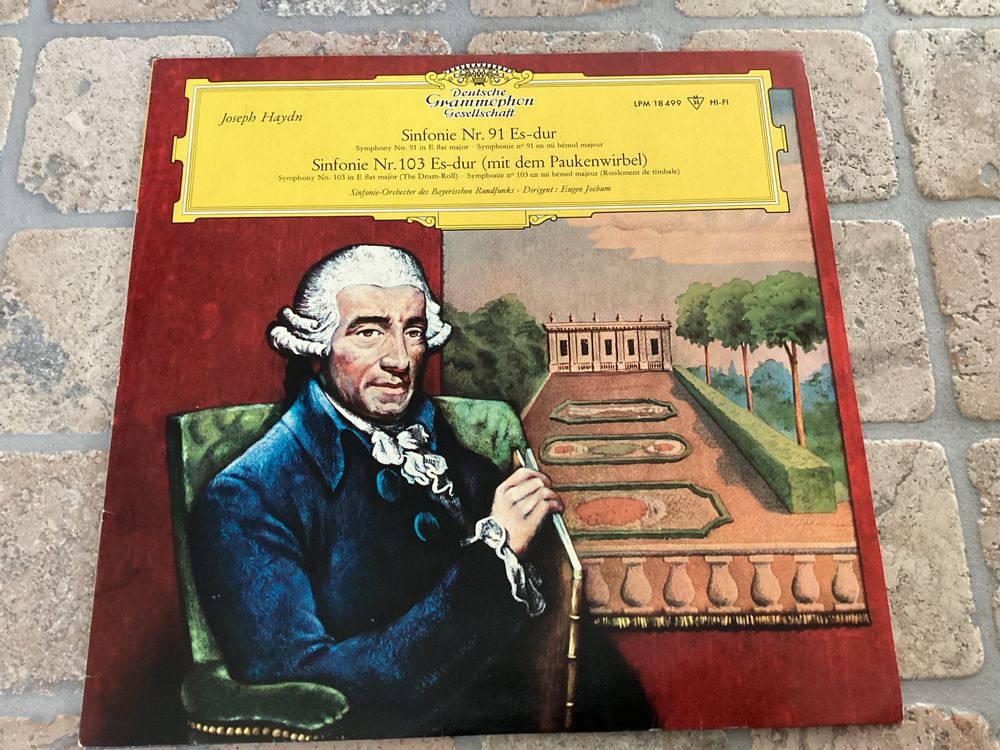 Deutsche
Grammophon
Gesellschaft
Joseph Haydn
LPM 18 499 M 33 HI-FI
Sinfonie Nr. 91 Es-dur
Symphony No. 91 in E flat major · Symphonie nº 91 en mi bémol majeur
Sinfonie Nr. 103 Es-dur (mit dem Paukenwirbel)
Symphony No. 103 in E flat major (The Drum-Roll) · Symphonie nº 103 en mi bémol majeur (Roulement de timbale)
Sinfonie-Orchester des Bayerischen Rundfunks · Dirigent: Eugen Jochum